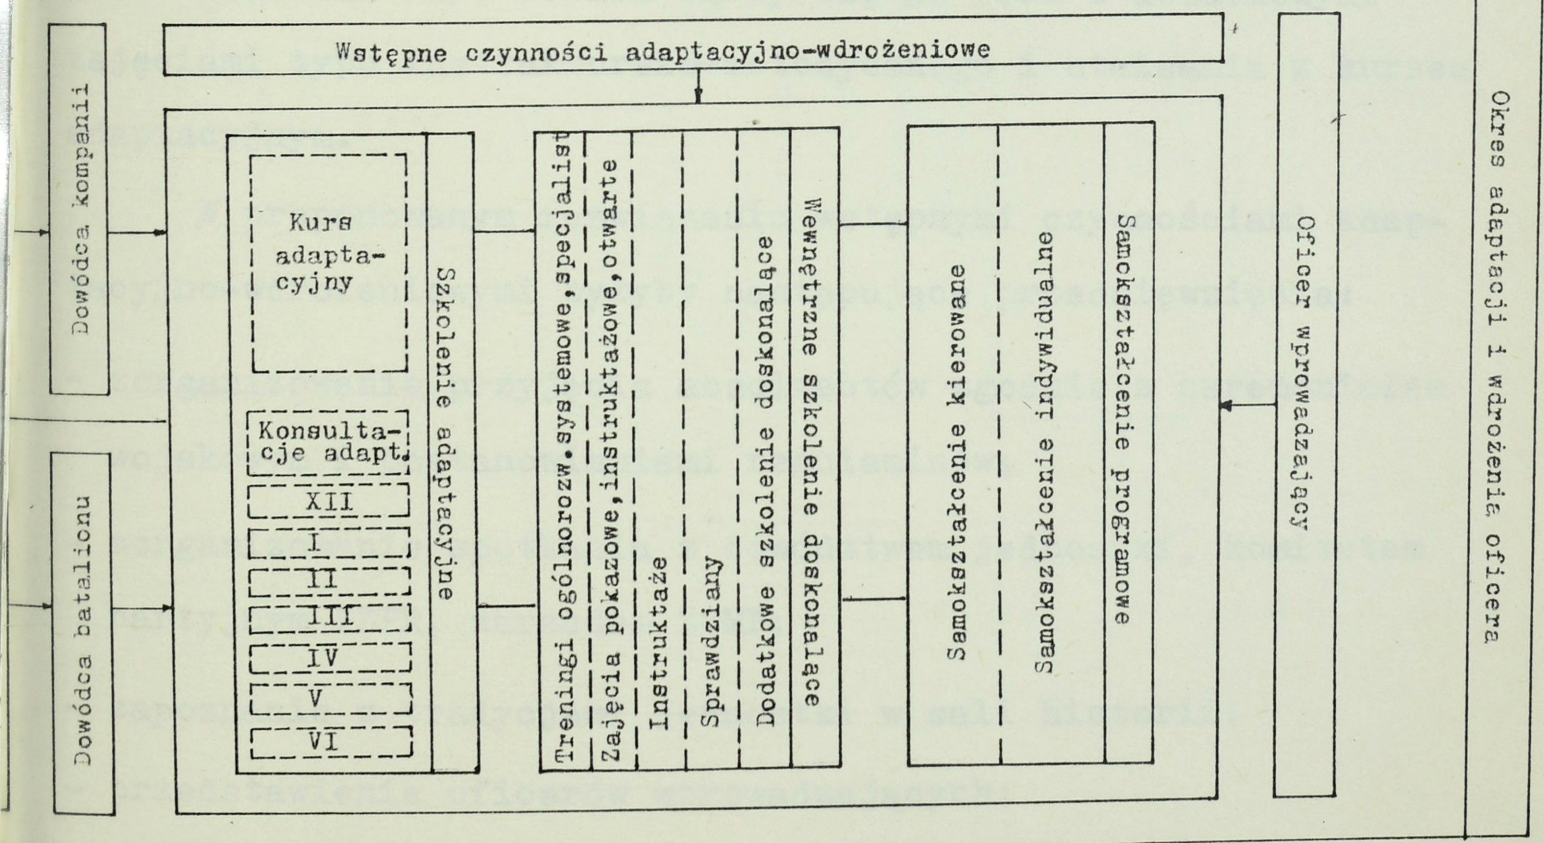 Wstępne czynności adaptacyjno-wdrożeniowe
Dowódca kompanii
Dowódca batalionu
Kurs
adapta-
cyjny
Konsulta-
cje adapt.
XII
I
II
III
IV
V
VI
Szkolenie adaptacyjne
Treningi ogólnorozw.systemowe,specjalist
Zajęcia pokazowe,instruktażowe,otwarte
Instruktaże
Sprawdziany
Dodatkowe szkolenie doskonalące
Wewnętrzne szkolenie doskonalące
Samokształcenie kierowane
Samokształcenie indywidualne
Samokształcenie programowe
Oficer wprowadzający
Okres adaptacji i wdrożenia oficera